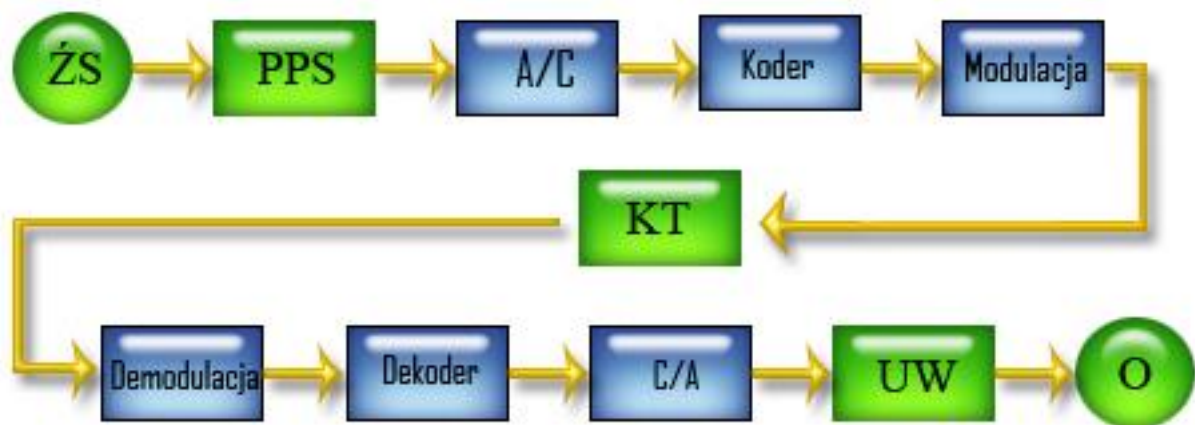 ŹS
PPS
A/C
Koder
Modulacja
KT
Demodulacja
Dekoder
C/A
UW
O